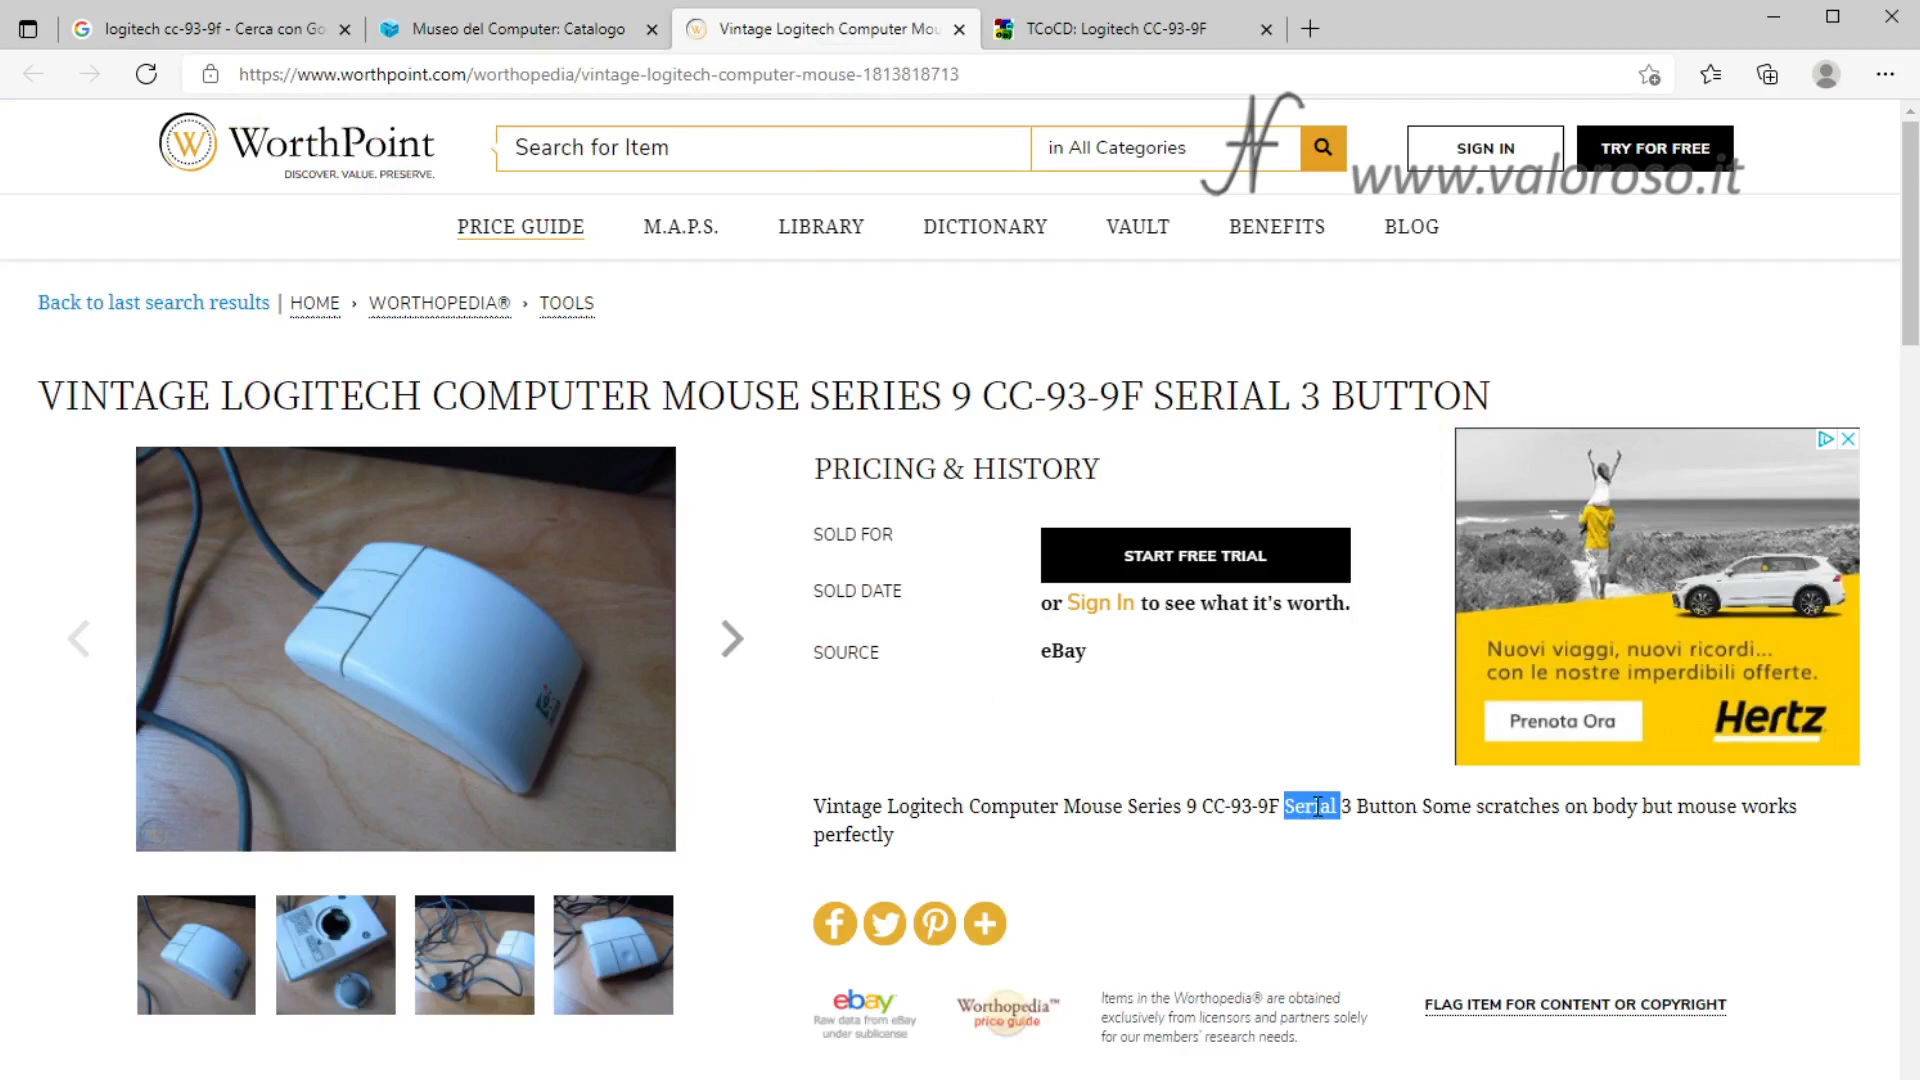 logitech cc-93-9f - Cerca con Go
Museo del Computer: Catalogo
Vintage Logitech Computer Mou
TCoCD: Logitech CC-93-9F
https://www.worthpoint.com/worthopedia/vintage-logitech-computer-mouse-1813818713
WorthPoint
DISCOVER. VALUE. PRESERVE.
Search for Item
in All Categories
SIGN IN
TRY FOR FREE
www.valoroso.it
PRICE GUIDE
M.A.P.S.
LIBRARY
DICTIONARY
VAULT
BENEFITS
BLOG
Back to last search results | HOME › WORTHOPEDIA® › TOOLS
VINTAGE LOGITECH COMPUTER MOUSE SERIES 9 CC-93-9F SERIAL 3 BUTTON
PRICING & HISTORY
SOLD FOR
START FREE TRIAL
SOLD DATE
or Sign In to see what it's worth.
SOURCE
eBay
Nuovi viaggi, nuovi ricordi...
con le nostre imperdibili offerte.
Prenota Ora
Hertz
Vintage Logitech Computer Mouse Series 9 CC-93-9F Serial 3 Button Some scratches on body but mouse works
perfectly
ebay
Raw data from eBay
under sublicense
Worthopedia™
price guide
Items in the Worthopedia® are obtained
exclusively from licensors and partners solely
for our members' research needs.
FLAG ITEM FOR CONTENT OR COPYRIGHT